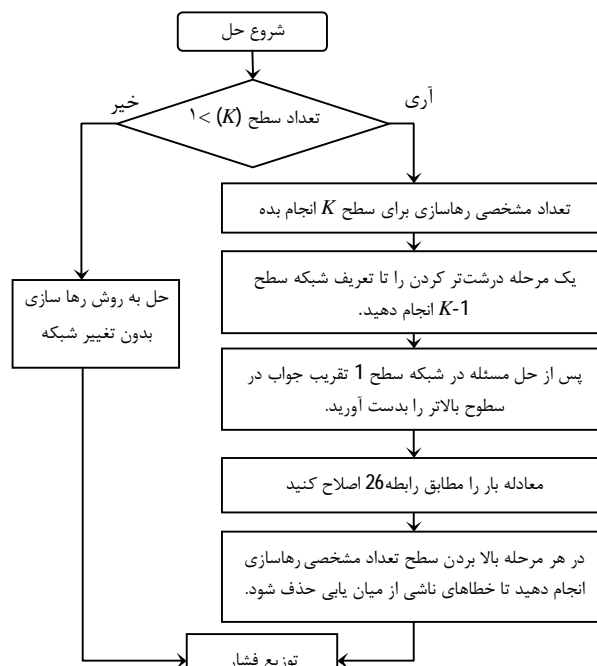 شروع حل
آری
خیر
تعداد سطح (K) >۱
تعداد مشخصی رهاسازی برای سطح K انجام بده
یک مرحله درشت‌تر کردن را تا تعریف شبکه سطح
K-1 انجام دهید.
حل به روش رها سازی
بدون تغییر شبکه
پس از حل مسئله در شبکه سطح 1 تقریب جواب در
سطوح بالاتر را بدست آورید.
معادله بار را مطابق رابطه26 اصلاح کنید
در هر مرحله بالا بردن سطح تعداد مشخصی رهاسازی
انجام دهید تا خطاهای ناشی از میان یابی حذف شود.
توزیع فشار